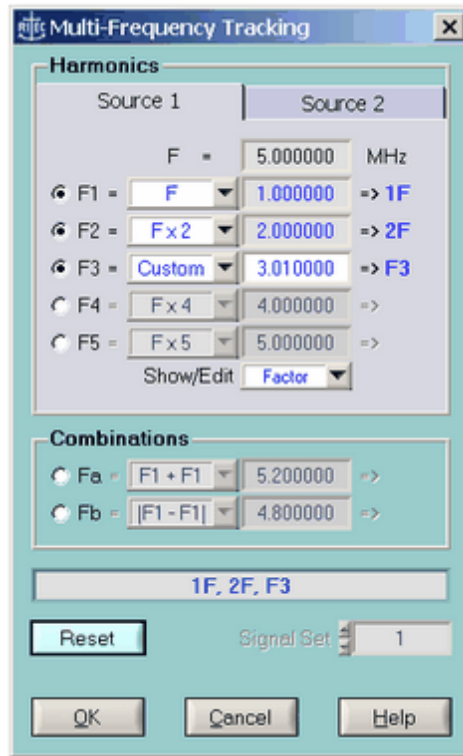 RITEC Multi-Frequency Tracking
Harmonics
Source 1 Source 2
F = 5.000000 MHz
F1 = F 1.000000 => 1F
F2 = F x 2 2.000000 => 2F
F3 = Custom 3.010000 => F3
F4 = F x 4 4.000000 =>
F5 = F x 5 5.000000 =>
Show/Edit Factor
Combinations
Fa = F1 + F1 5.200000 =>
Fb = |F1 - F1| 4.800000 =>
1F, 2F, F3
Reset Signal Set 1
OK Cancel Help